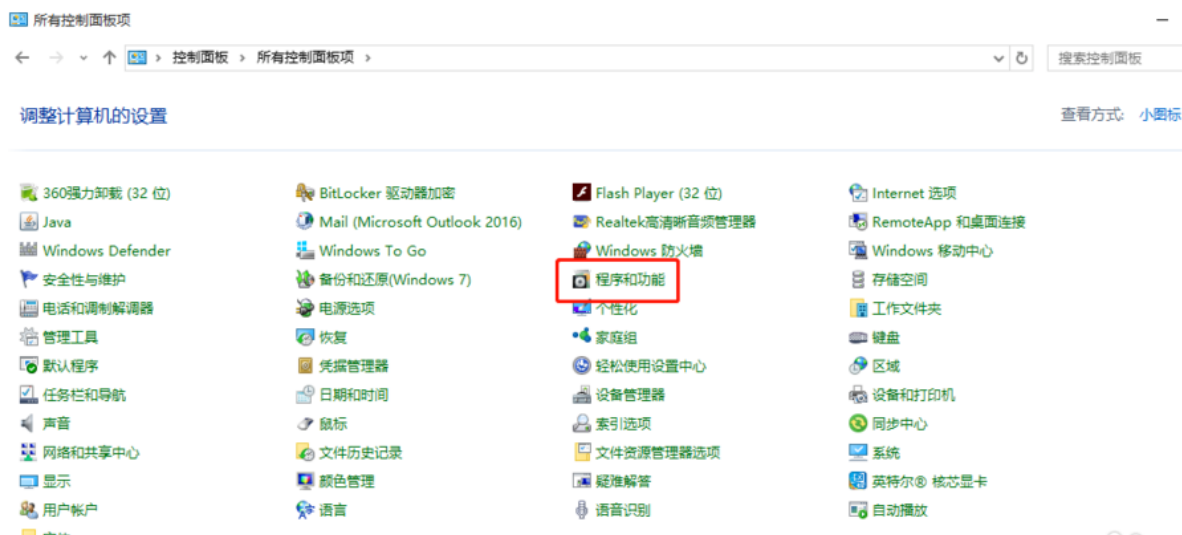 所有控制面板项
控制面板 › 所有控制面板项 ›
搜索控制面板
调整计算机的设置
查看方式: 小图标
360强力卸载 (32 位) BitLocker 驱动器加密 Flash Player (32 位) Internet 选项
Java Mail (Microsoft Outlook 2016) Realtek高清晰音频管理器 RemoteApp 和桌面连接
Windows Defender Windows To Go Windows 防火墙 Windows 移动中心
安全性与维护 备份和还原(Windows 7) 程序和功能 存储空间
电话和调制解调器 电源选项 个性化 工作文件夹
管理工具 恢复 家庭组 键盘
默认程序 凭据管理器 轻松使用设置中心 区域
任务栏和导航 日期和时间 设备管理器 设备和打印机
声音 鼠标 索引选项 同步中心
网络和共享中心 文件历史记录 文件资源管理器选项 系统
显示 颜色管理 疑难解答 英特尔® 核芯显卡
用户帐户 语言 语音识别 自动播放